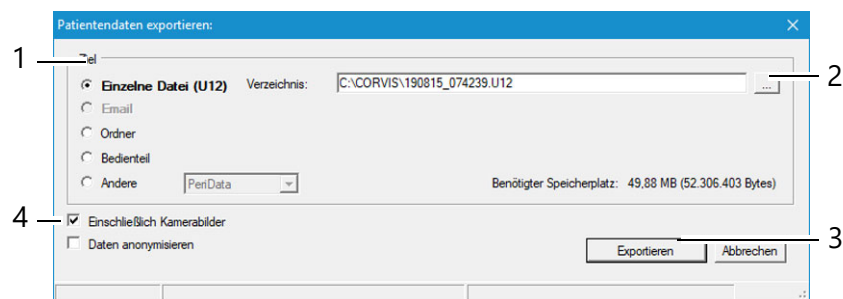 Patientendaten exportieren:
1
Ziel
Einzelne Datei (U12) Verzeichnis: C:\CORVIS\190815_074239.U12 ... 2
Email
Ordner
Bedienteil
Andere PeriData Benötigter Speicherplatz: 49,88 MB (52.306.403 Bytes)
4 Einschließlich Kamerabilder
Daten anonymisieren
Exportieren Abbrechen 3